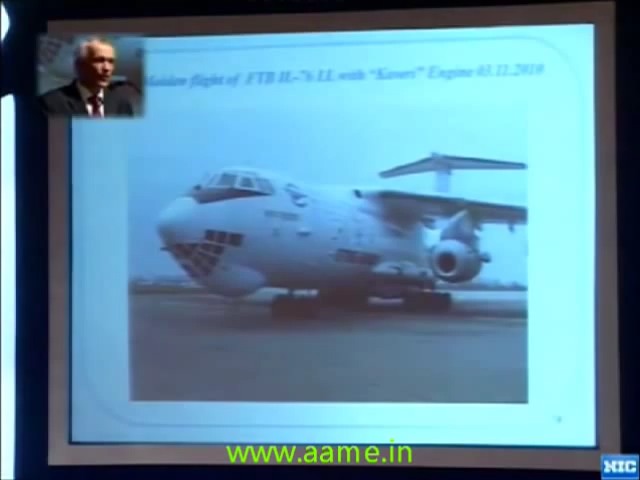 Maiden flight of FTB IL-76 LL with "Kaveri" Engine 03.11.2010
www.aame.in
NIC